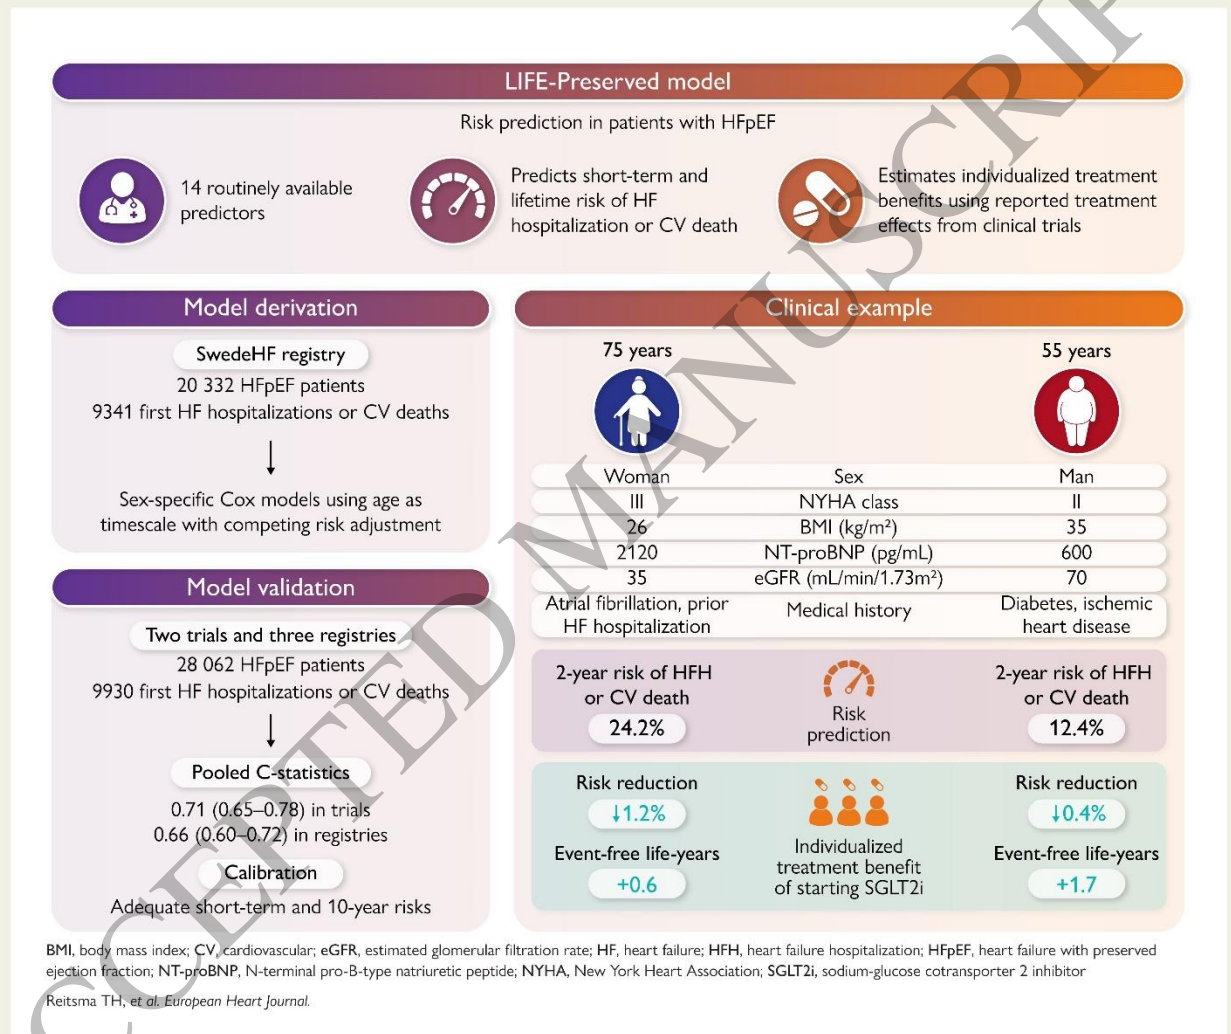 LIFE-Preserved model
Risk prediction in patients with HFpEF
14 routinely available
predictors
Predicts short-term and
lifetime risk of HF
hospitalization or CV death
Estimates individualized treatment
benefits using reported treatment
effects from clinical trials
Model derivation
SwedeHF registry
20 332 HFpEF patients
9341 first HF hospitalizations or CV deaths
Sex-specific Cox models using age as
timescale with competing risk adjustment
Model validation
Two trials and three registries
28 062 HFpEF patients
9930 first HF hospitalizations or CV deaths
Pooled C-statistics
0.71 (0.65–0.78) in trials
0.66 (0.60–0.72) in registries
Calibration
Adequate short-term and 10-year risks
Clinical example
75 years
55 years
Woman Sex Man
III NYHA class II
26 BMI (kg/m²) 35
2120 NT-proBNP (pg/mL) 600
35 eGFR (mL/min/1.73m²) 70
Atrial fibrillation, prior
HF hospitalization
Medical history
Diabetes, ischemic
heart disease
2-year risk of HFH
or CV death
24.2%
Risk
prediction
2-year risk of HFH
or CV death
12.4%
Risk reduction
↓1.2%
Event-free life-years
+0.6
Individualized
treatment benefit
of starting SGLT2i
Risk reduction
↓0.4%
Event-free life-years
+1.7
BMI, body mass index; CV, cardiovascular; eGFR, estimated glomerular filtration rate; HF, heart failure; HFH, heart failure hospitalization; HFpEF, heart failure with preserved
ejection fraction; NT-proBNP, N-terminal pro-B-type natriuretic peptide; NYHA, New York Heart Association; SGLT2i, sodium-glucose cotransporter 2 inhibitor
Reitsma TH, et al. European Heart Journal.
CCEPTED MANUSCRIP